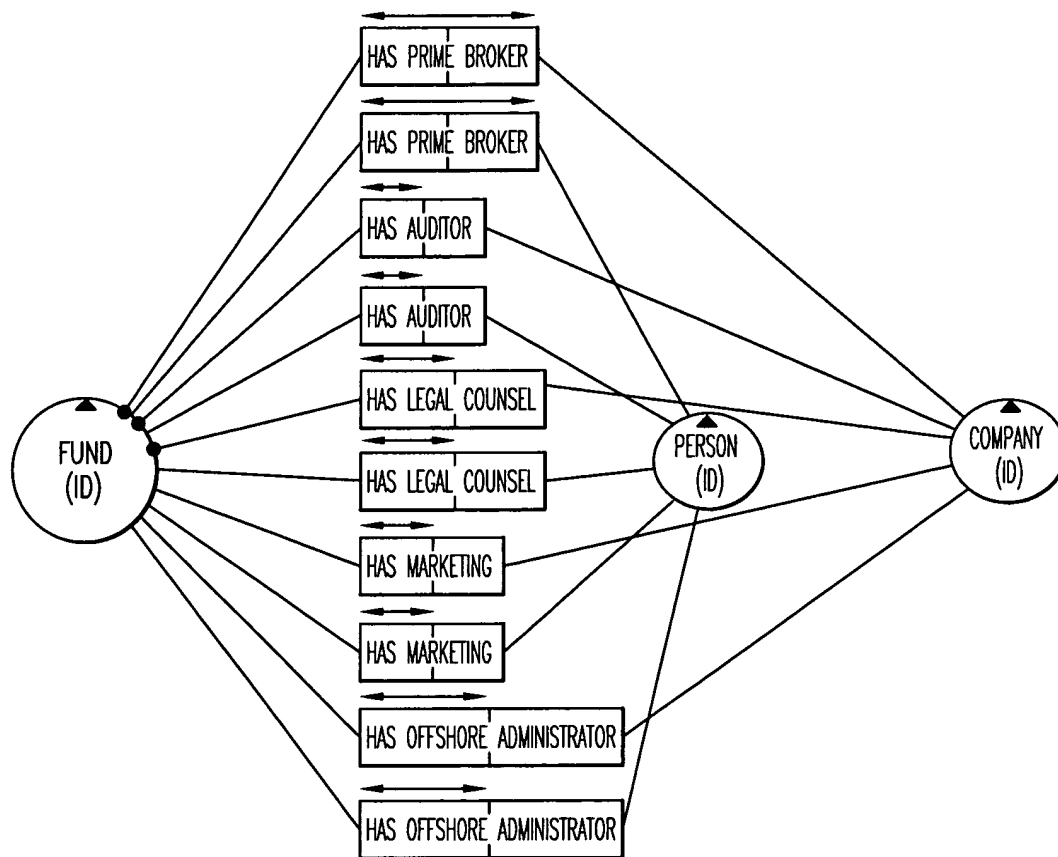 HAS PRIME BROKER
HAS PRIME BROKER
HAS AUDITOR
HAS AUDITOR
HAS LEGAL COUNSEL
FUND
(ID)
PERSON
(ID)
COMPANY
(ID)
HAS LEGAL COUNSEL
HAS MARKETING
HAS MARKETING
HAS OFFSHORE ADMINISTRATOR
HAS OFFSHORE ADMINISTRATOR